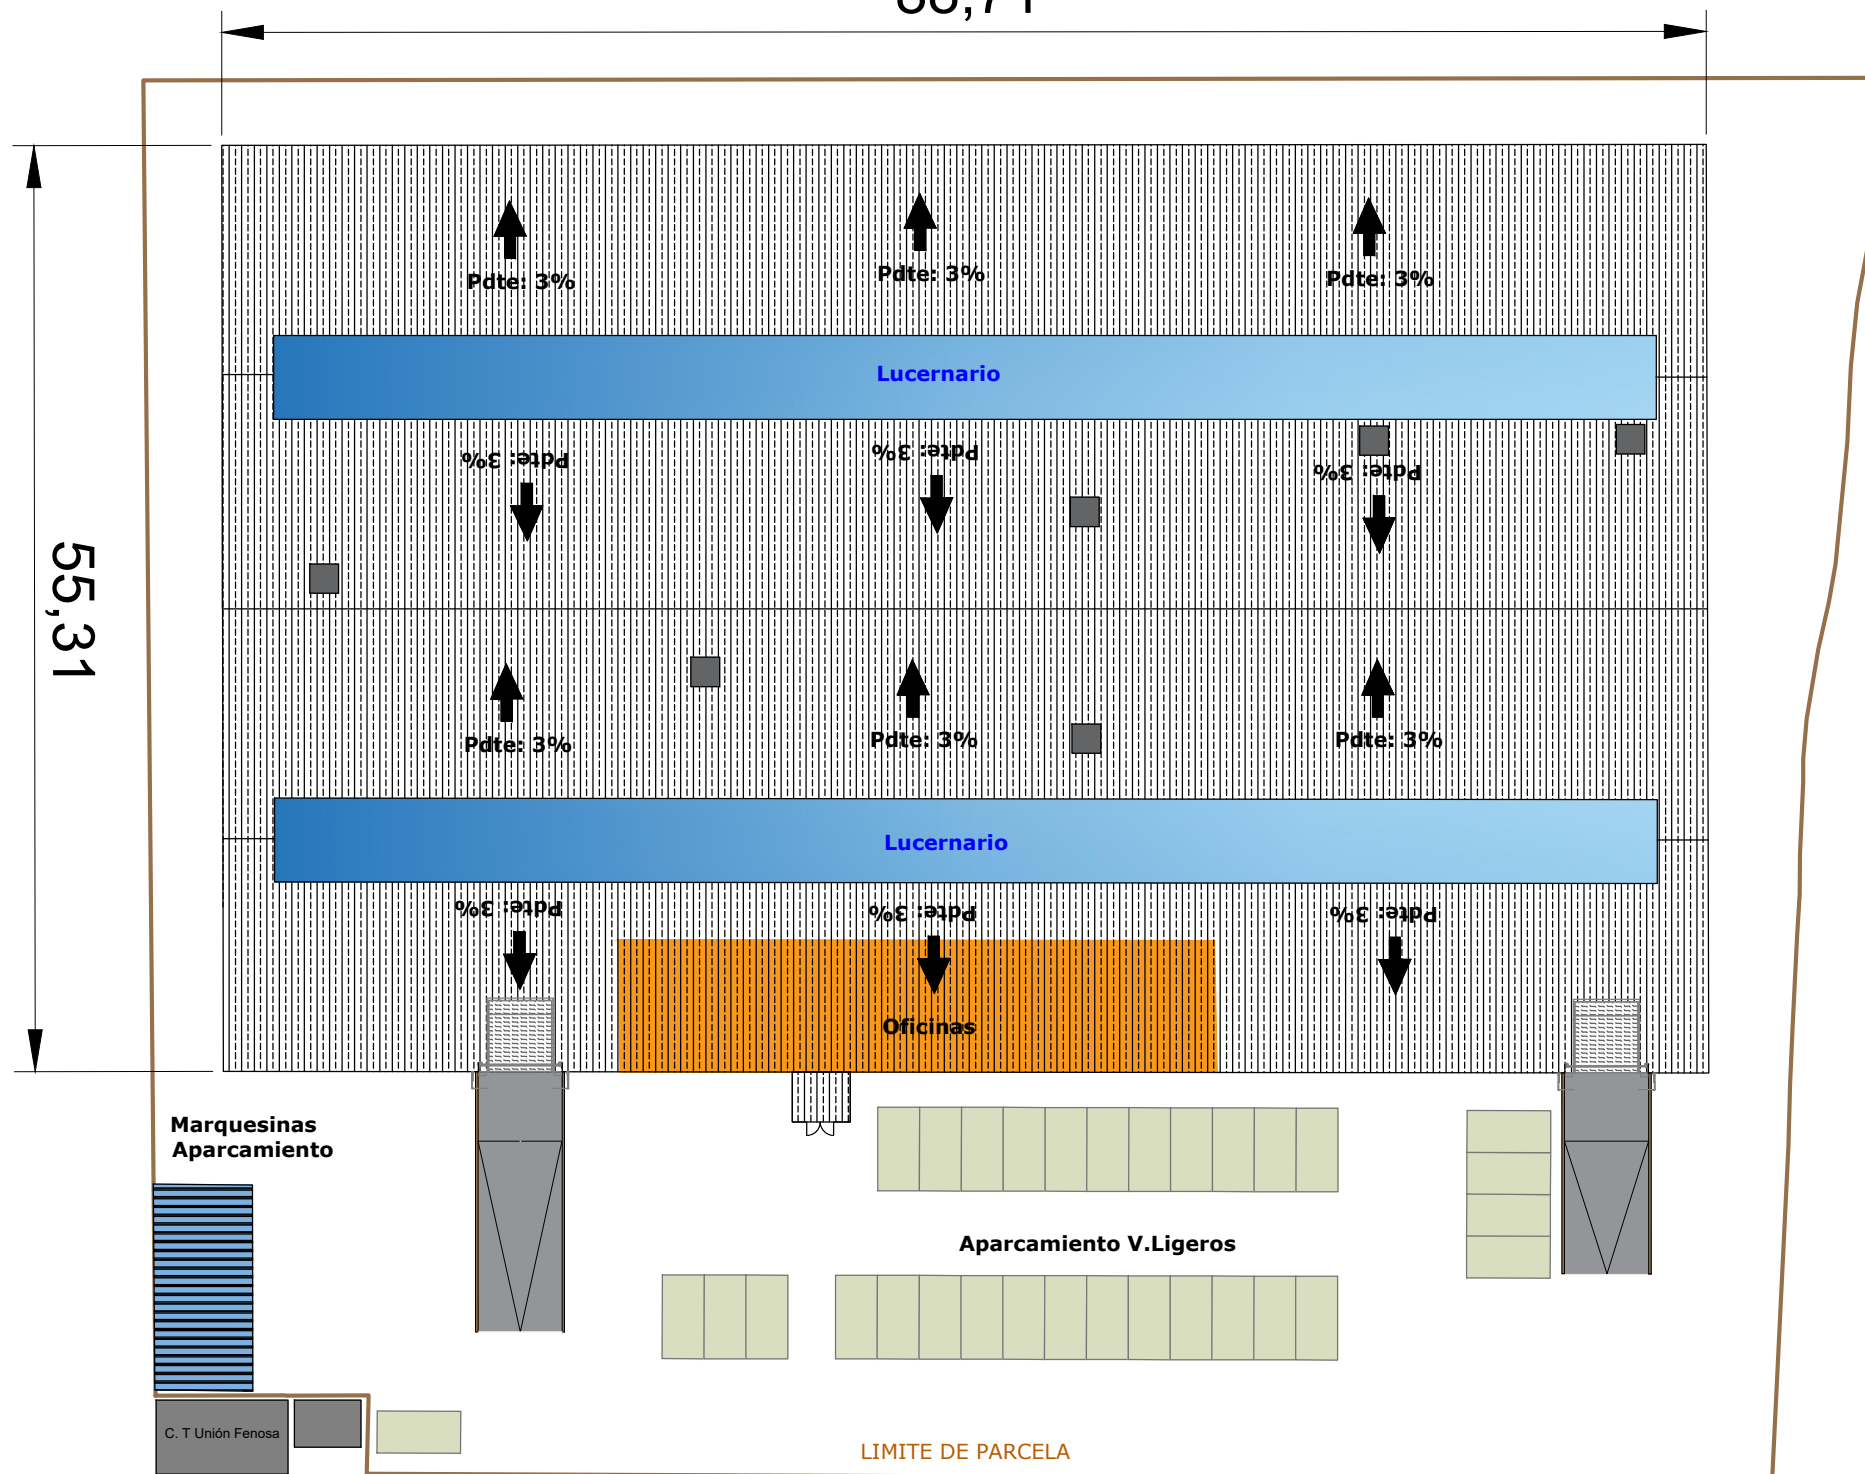 88,71
Pdte: 3%
Pdte: 3%
Pdte: 3%
Lucernario
Pdte: 3%
Pdte: 3%
Pdte: 3%
55,31
Pdte: 3%
Pdte: 3%
Pdte: 3%
Lucernario
Pdte: 3%
Pdte: 3%
Pdte: 3%
Oficinas
Marquesinas
Aparcamiento
Aparcamiento V.Ligeros
C. T Unión Fenosa
LIMITE DE PARCELA